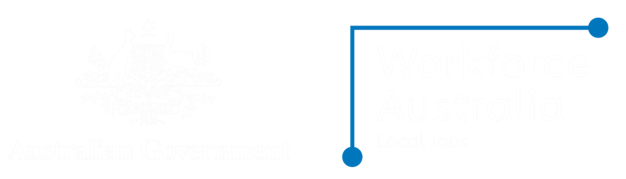 Australian Government
Workforce
Australia
Local Jobs